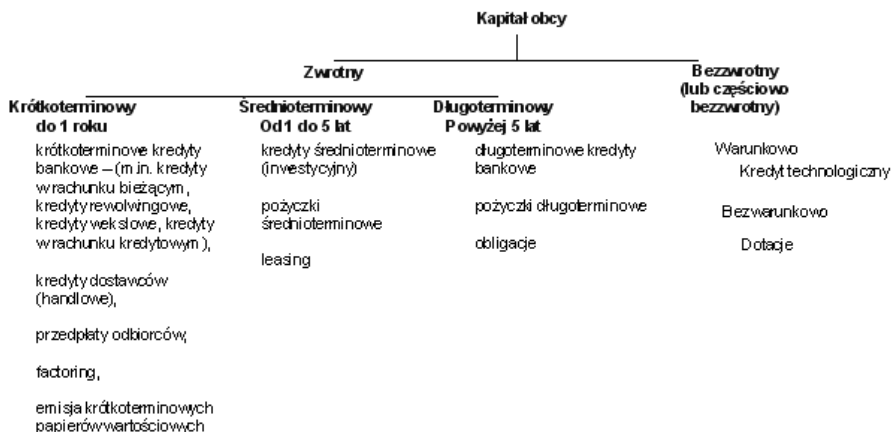 Kapitał obcy
Zwrotny
Bezzwrotny
(lub częściowo
bezzwrotny)
Krótkoterminowy
do 1 roku
krótkoterminowe kredyty
bankowe – (m.in. kredyty
w rachunku bieżącym,
kredyty rewolvingowe,
kredyty wekslowe, kredyty
w rachunku kredytowym),
kredyty dostawców
(handlowe),
przedpłaty odbiorców,
factoring,
emisja krótkoterminowych
papierów wartościowych
Średnioterminowy
Od 1 do 5 lat
kredyty średnioterminowe
(inwestycyjny)
pożyczki
średnioterminowe
leasing
Długoterminowy
Powyżej 5 lat
długoterminowe kredyty
bankowe
pożyczki długoterminowe
obligacje
Warunkowo
Kredyt technologiczny
Bezwarunkowo
Dotacje